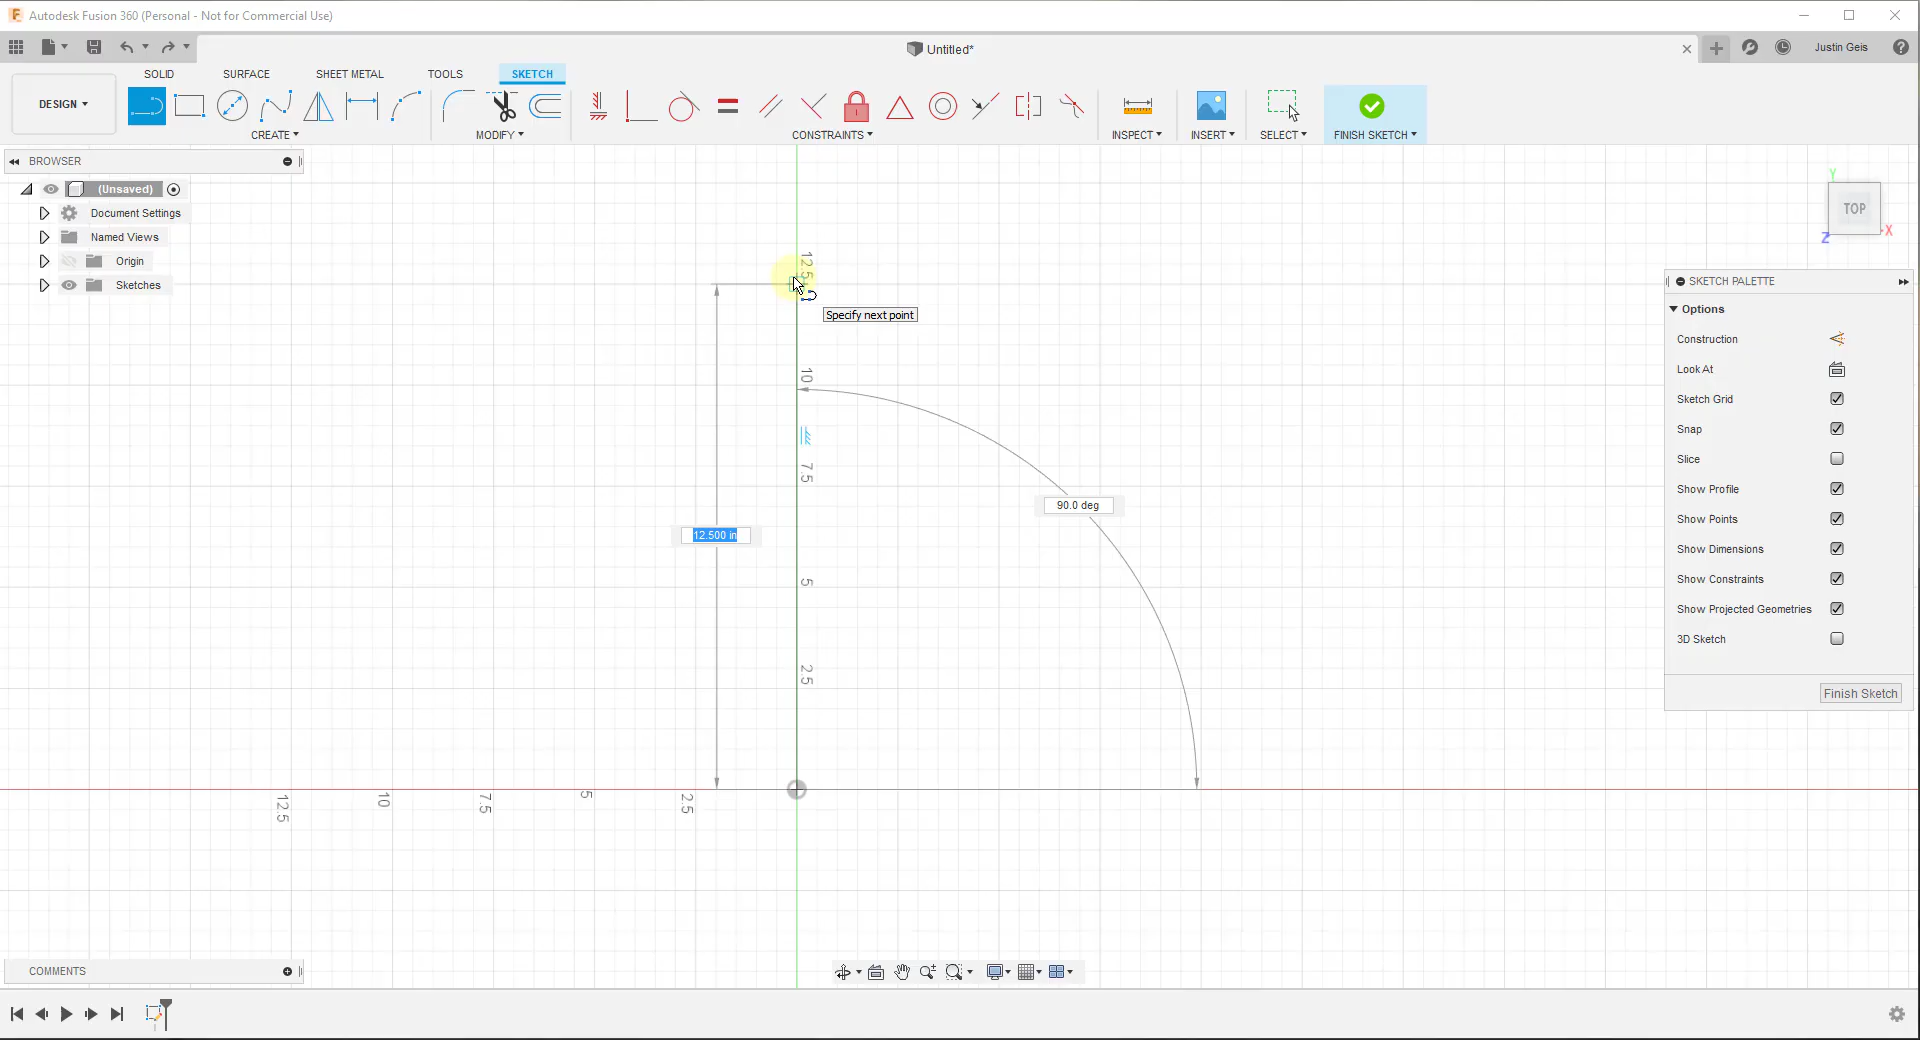 Autodesk Fusion 360 (Personal - Not for Commercial Use)
Untitled*
Justin Geis
SOLID
SURFACE
SHEET METAL
TOOLS
SKETCH
DESIGN
CREATE
MODIFY
CONSTRAINTS
INSPECT
INSERT
SELECT
FINISH SKETCH
BROWSER
(Unsaved)
Document Settings
Named Views
Origin
Sketches
Y
TOP
X
Z
12.5
Specify next point
10
7.5
90.0 deg
12.500 in
5
2.5
12.5
10
7.5
5
2.5
SKETCH PALETTE
Options
Construction
Look At
Sketch Grid
Snap
Slice
Show Profile
Show Points
Show Dimensions
Show Constraints
Show Projected Geometries
3D Sketch
Finish Sketch
COMMENTS